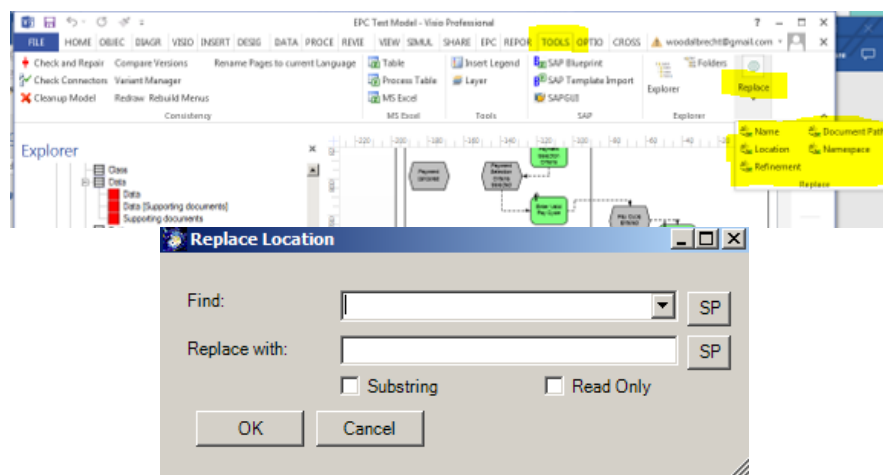 EPC Test Model - Visio Professional
FILE HOME OBJEC DIAGR VISIO INSERT DESIG DATA PROCE REVIE VIEW SIMUL SHARE EPC REPOR TOOLS OPTIO CROSS woodalbrecht@gmail.com
Check and Repair Compare Versions Rename Pages to current Language Table Insert Legend SAP Blueprint Folders
Check Connectors Variant Manager Process Table Layer SAP Template Import Explorer Replace
Cleanup Model Redraw Rebuild Menus MS Excel SAPGUI
Consistency MS Excel Tools SAP Explorer
Name Document Path
Location Namespace
Refinement
Replace
Explorer
Class
Data
Data
Data [Supporting documents]
Supporting documents
Replace Location
Find: SP
Replace with: SP
Substring Read Only
OK Cancel